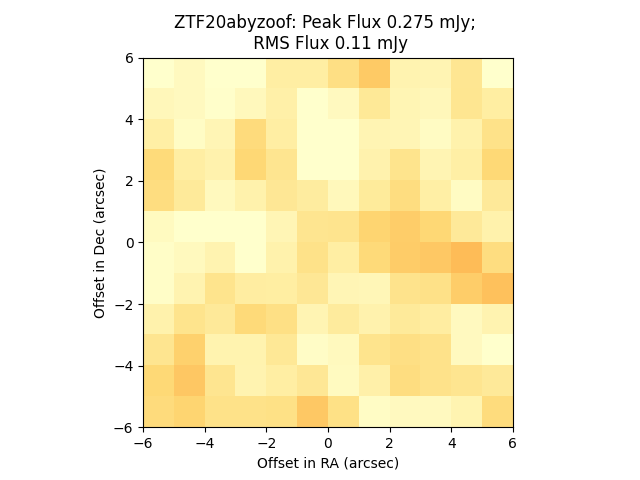 ZTF20abyzoof: Peak Flux 0.275 mJy;
RMS Flux 0.11 mJy
6
4
2
0
−2
−4
−6
Offset in Dec (arcsec)
−6 −4 −2 0 2 4 6
Offset in RA (arcsec)